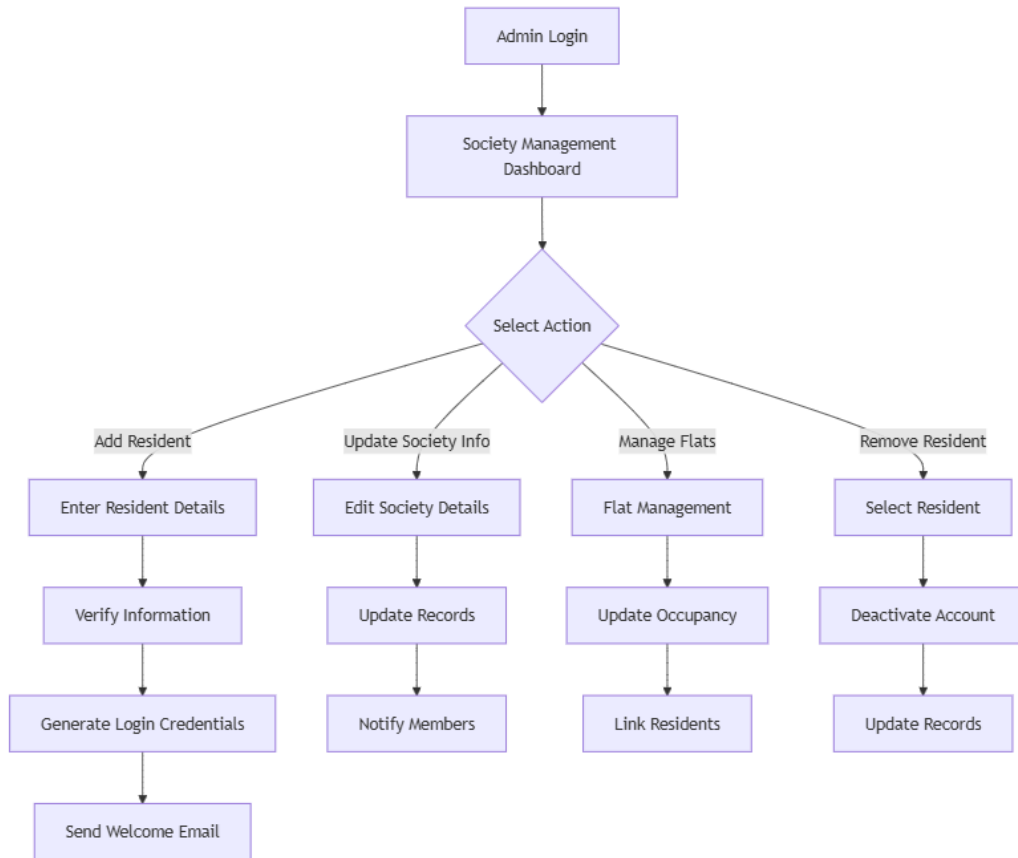 Admin Login
Society Management
Dashboard
Select Action
Add Resident
Update Society Info
Manage Flats
Remove Resident
Enter Resident Details
Edit Society Details
Flat Management
Select Resident
Verify Information
Update Records
Update Occupancy
Deactivate Account
Generate Login Credentials
Notify Members
Link Residents
Update Records
Send Welcome Email